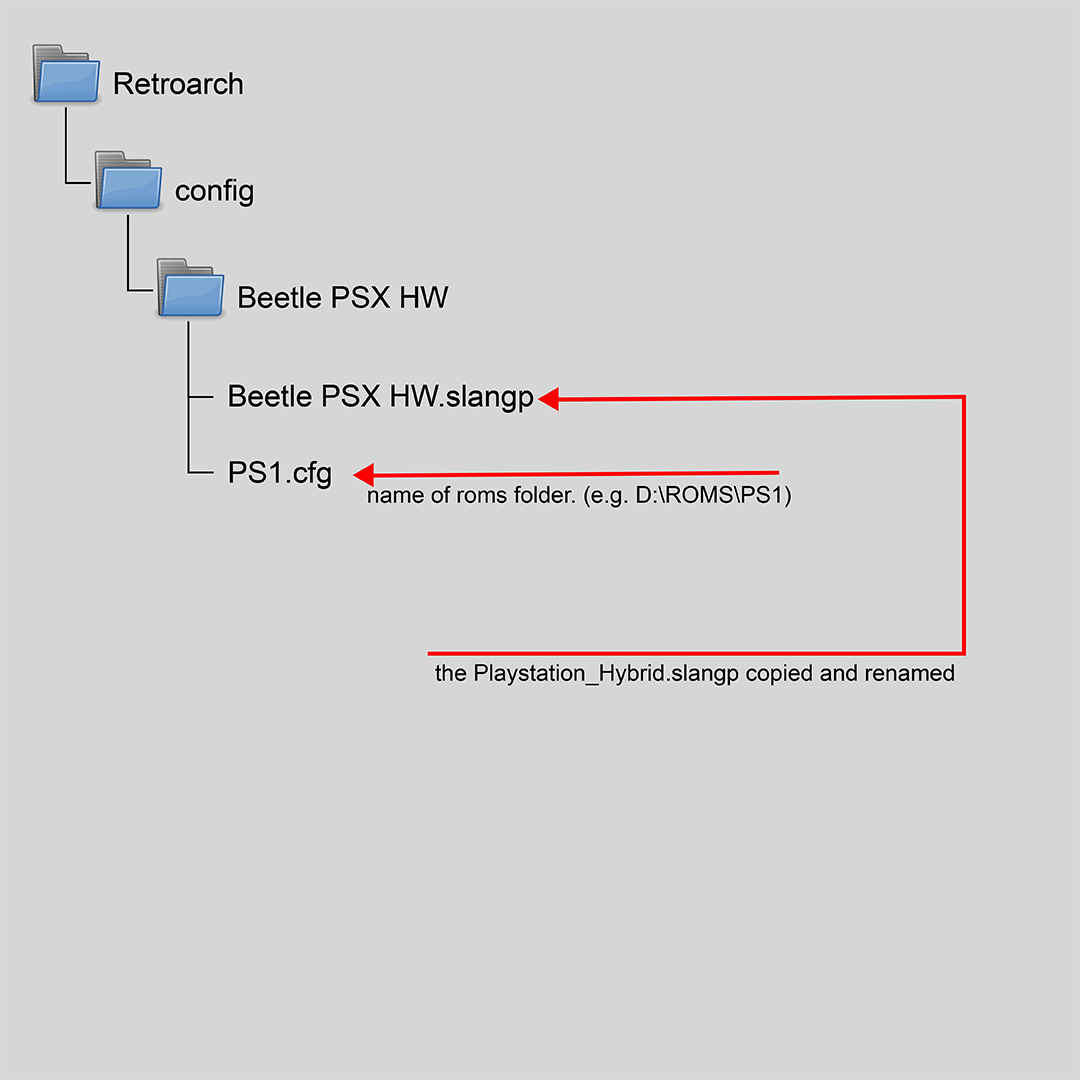 Retroarch
config
Beetle PSX HW
Beetle PSX HW.slangp
PS1.cfg
name of roms folder. (e.g. D:\ROMS\PS1)
the Playstation_Hybrid.slangp copied and renamed